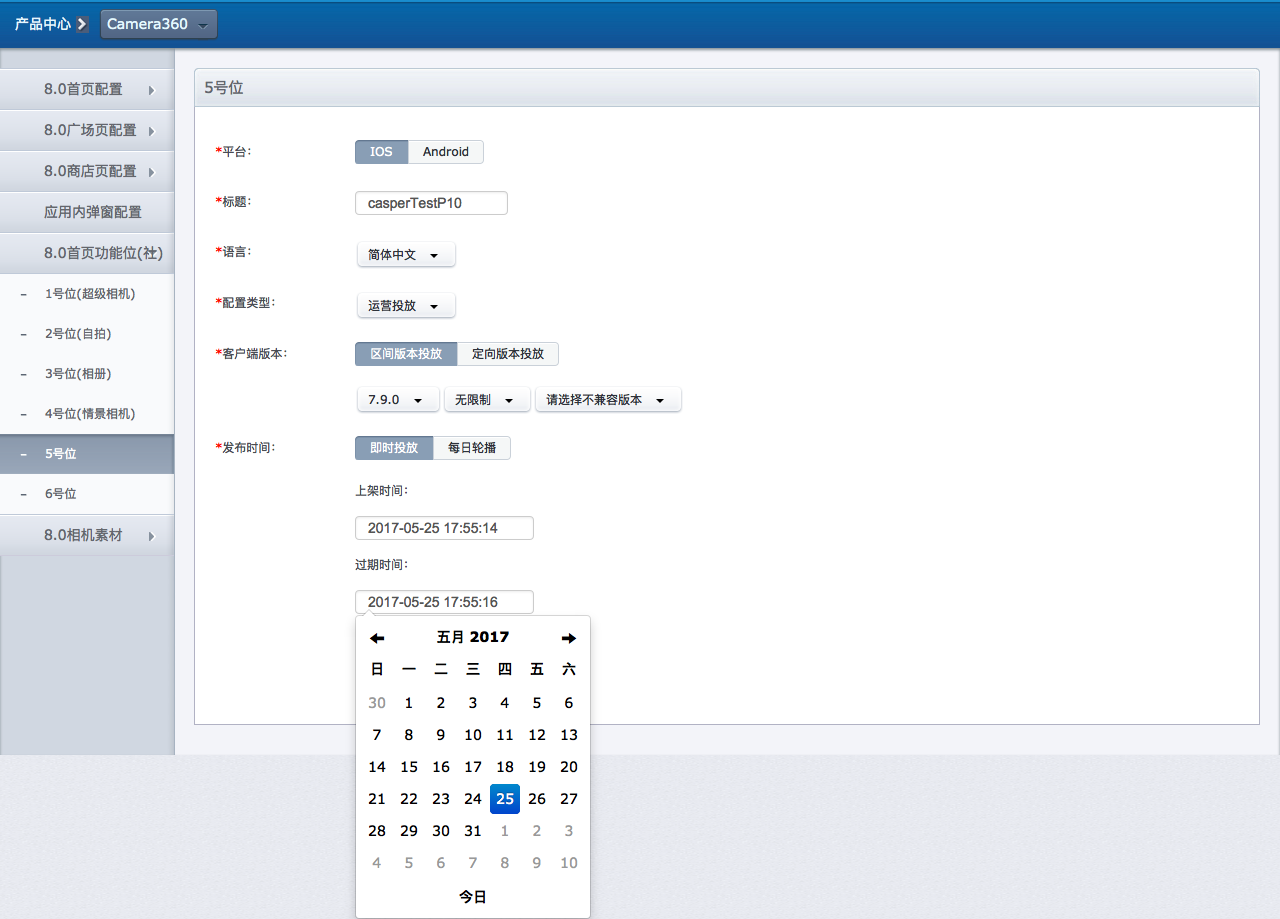 产品中心 Camera360
8.0首页配置
8.0广场页配置
8.0商店页配置
应用内弹窗配置
8.0首页功能位(社)
- 1号位(超级相机)
- 2号位(自拍)
- 3号位(相册)
- 4号位(情景相机)
- 5号位
- 6号位
8.0相机素材
5号位
*平台: IOS Android
*标题: casperTestP10
*语言: 简体中文
*配置类型: 运营投放
*客户端版本: 区间版本投放 定向版本投放
7.9.0 无限制 请选择不兼容版本
*发布时间: 即时投放 每日轮播
上架时间:
2017-05-25 17:55:14
过期时间:
2017-05-25 17:55:16
五月 2017
日 一 二 三 四 五 六
30 1 2 3 4 5 6
7 8 9 10 11 12 13
14 15 16 17 18 19 20
21 22 23 24 25 26 27
28 29 30 31 1 2 3
4 5 6 7 8 9 10
今日